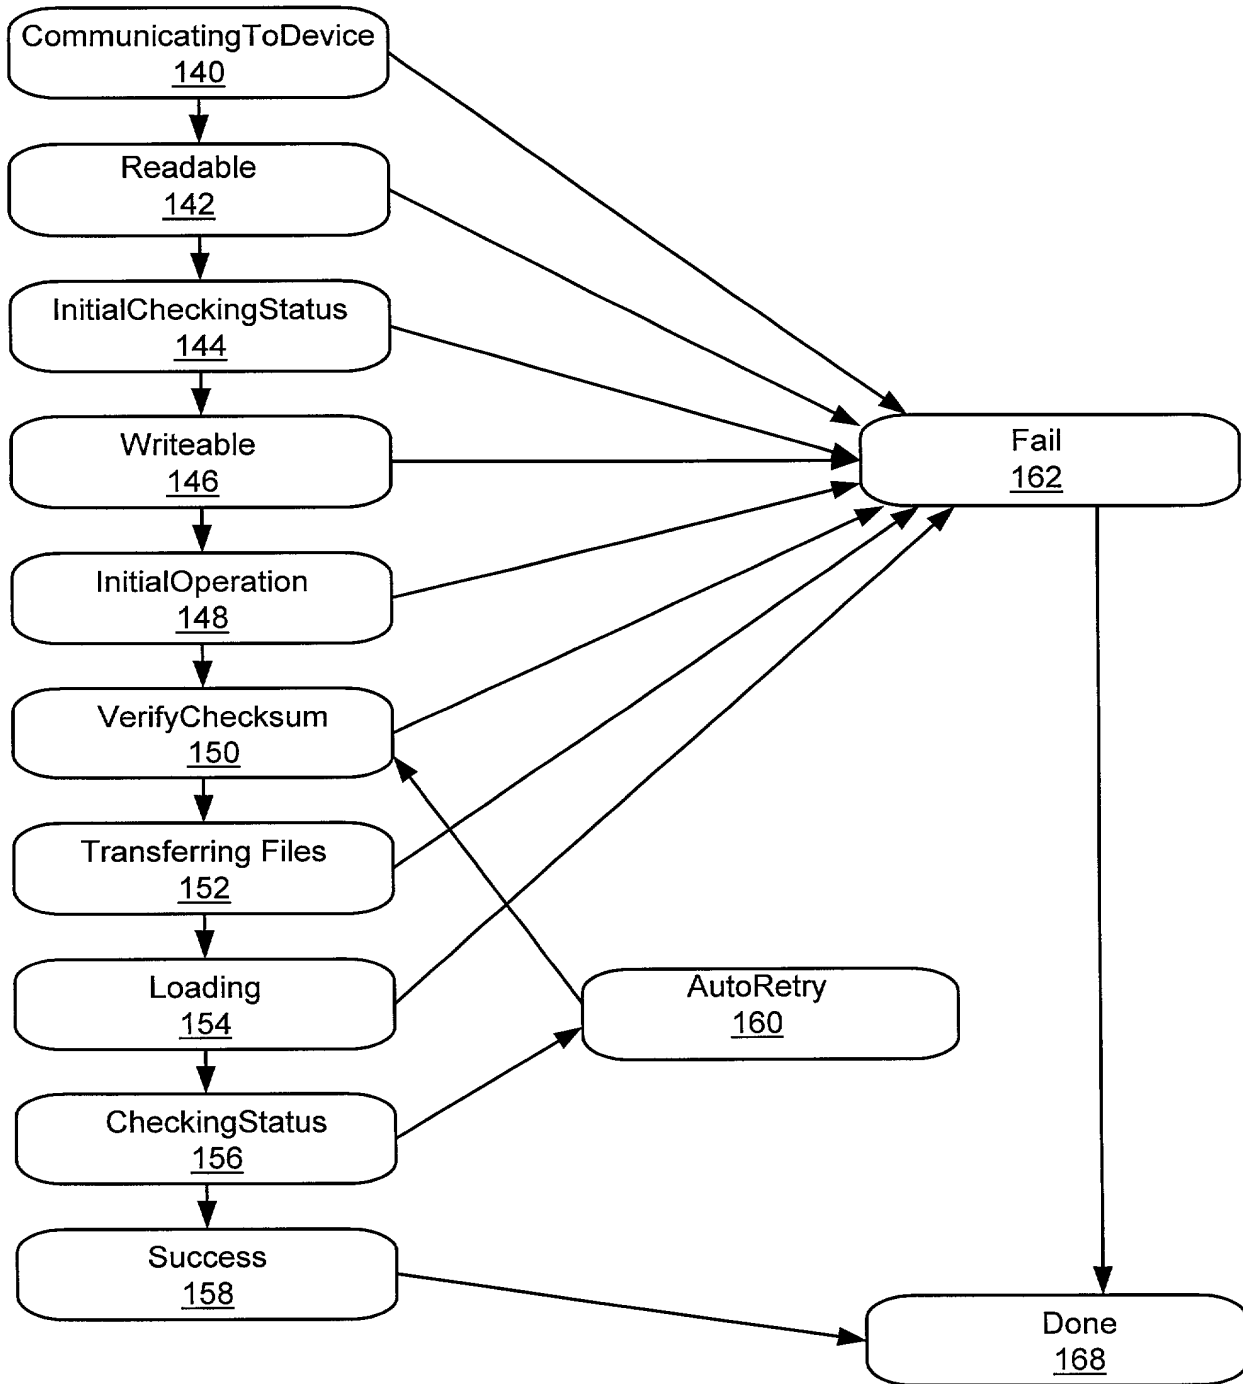 CommunicatingToDevice
140
Readable
142
InitialCheckingStatus
144
Writeable
146
Fail
162
InitialOperation
148
VerifyChecksum
150
Transferring Files
152
Loading
154
AutoRetry
160
CheckingStatus
156
Success
158
Done
168